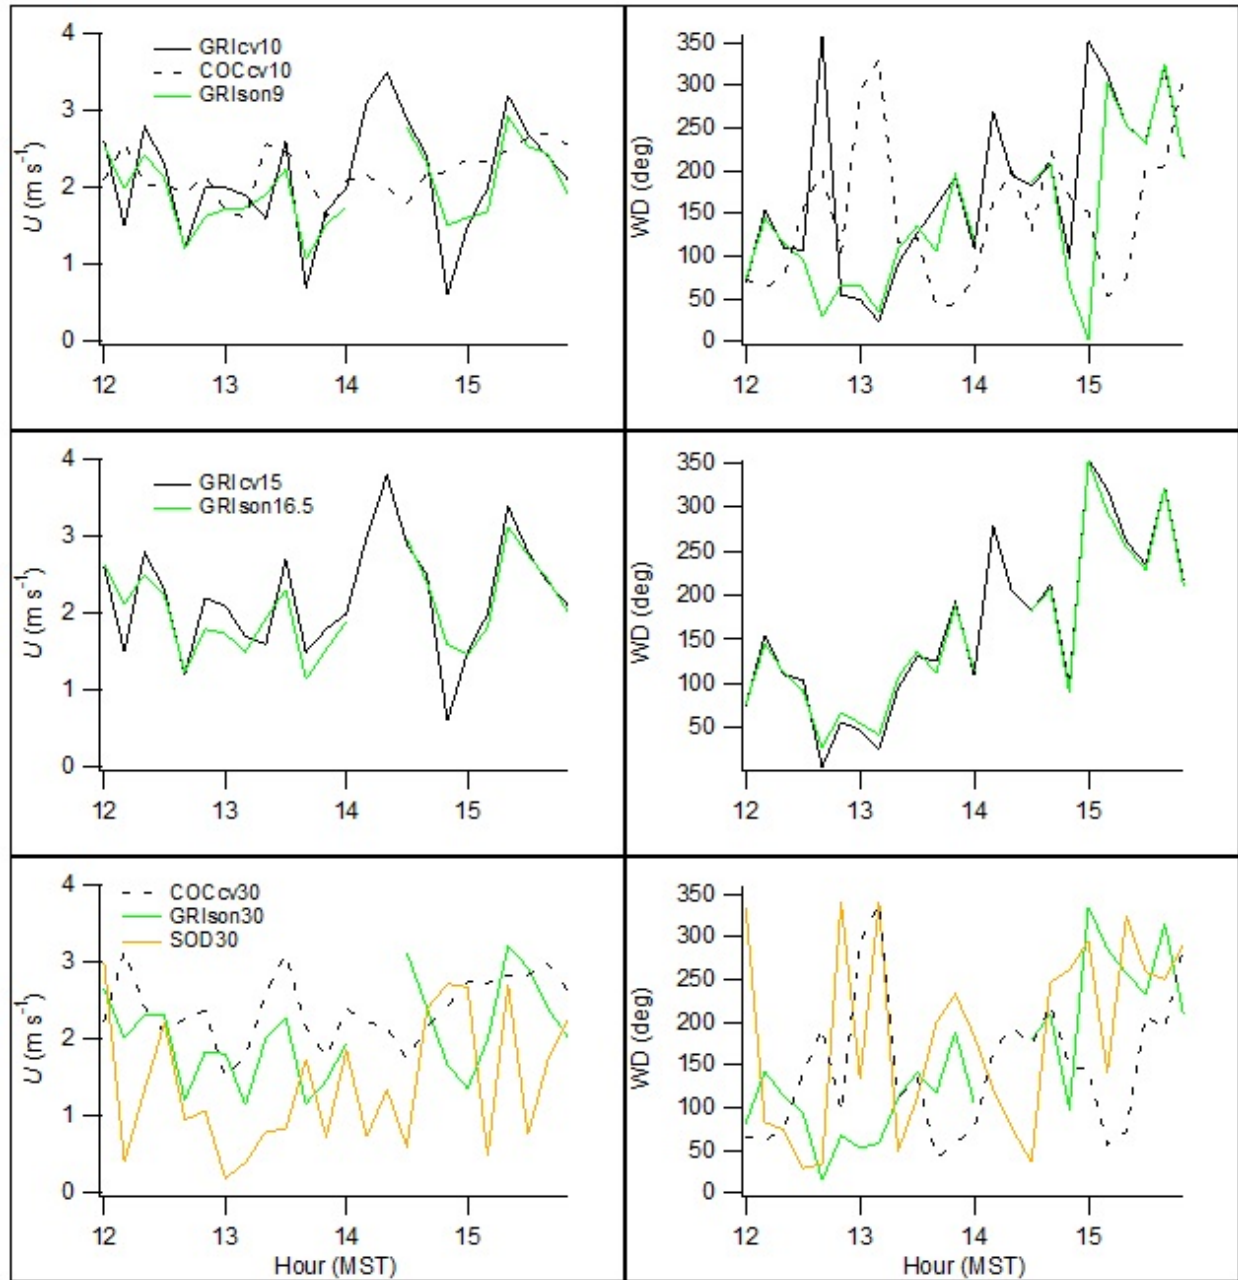 4
3
2
1
0
U (m s-1)
GRIcv10
COCcv10
GRIson9
12 13 14 15
350
300
250
200
150
100
50
0
WD (deg)
12 13 14 15
4
3
2
1
0
U (m s-1)
GRIcv15
GRIson16.5
12 13 14 15
350
300
250
200
150
100
50
WD (deg)
12 13 14 15
4
3
2
1
0
U (m s-1)
COCcv30
GRIson30
SOD30
12 13 14 15
Hour (MST)
350
300
250
200
150
100
50
0
WD (deg)
12 13 14 15
Hour (MST)